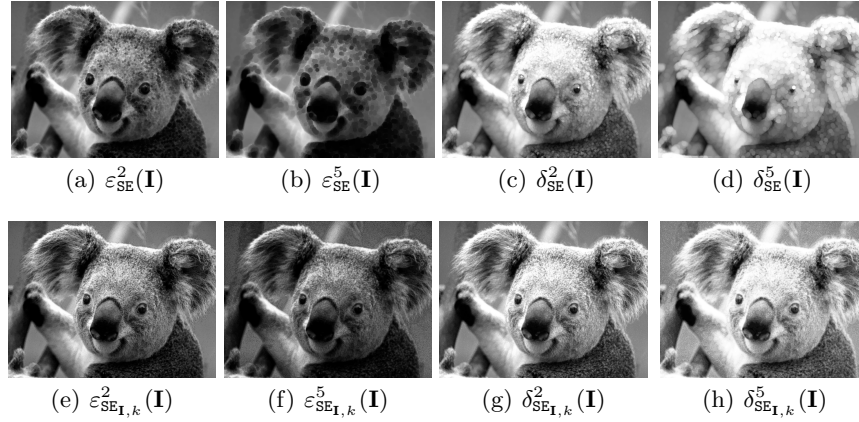 (a) ε²_SE(I) (b) ε⁵_SE(I) (c) δ²_SE(I) (d) δ⁵_SE(I)
(e) ε²_SE_I,k(I) (f) ε⁵_SE_I,k(I) (g) δ²_SE_I,k(I) (h) δ⁵_SE_I,k(I)